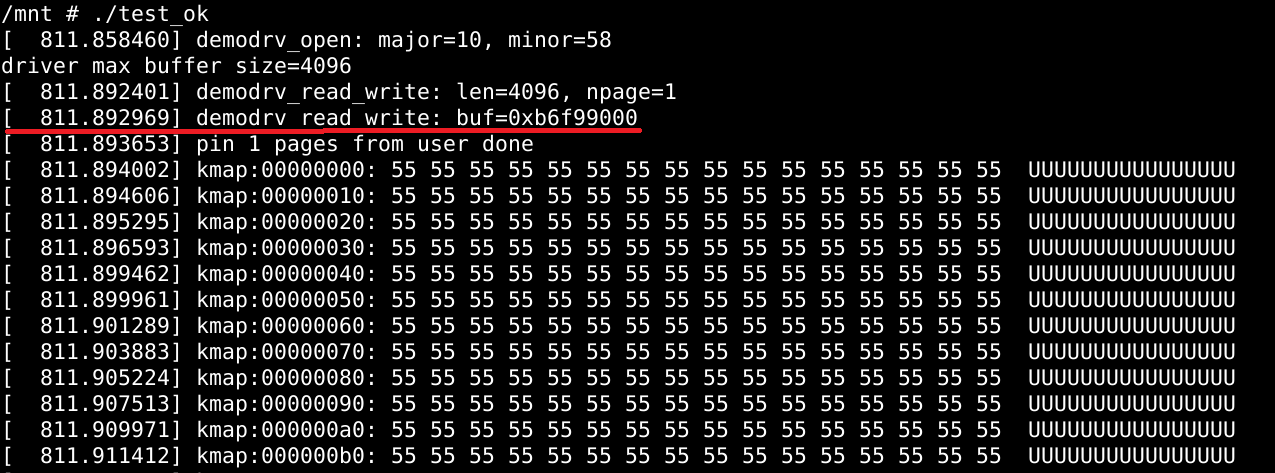 /mnt # ./test_ok
[  811.858460] demodrv_open: major=10, minor=58
driver max buffer size=4096
[  811.892401] demodrv_read_write: len=4096, npage=1
[  811.892969] demodrv_read_write: buf=0xb6f99000
[  811.893653] pin 1 pages from user done
[  811.894002] kmap:00000000: 55 55 55 55 55 55 55 55 55 55 55 55 55 55 55 55  UUUUUUUUUUUUUUUU
[  811.894606] kmap:00000010: 55 55 55 55 55 55 55 55 55 55 55 55 55 55 55 55  UUUUUUUUUUUUUUUU
[  811.895295] kmap:00000020: 55 55 55 55 55 55 55 55 55 55 55 55 55 55 55 55  UUUUUUUUUUUUUUUU
[  811.896593] kmap:00000030: 55 55 55 55 55 55 55 55 55 55 55 55 55 55 55 55  UUUUUUUUUUUUUUUU
[  811.899462] kmap:00000040: 55 55 55 55 55 55 55 55 55 55 55 55 55 55 55 55  UUUUUUUUUUUUUUUU
[  811.899961] kmap:00000050: 55 55 55 55 55 55 55 55 55 55 55 55 55 55 55 55  UUUUUUUUUUUUUUUU
[  811.901289] kmap:00000060: 55 55 55 55 55 55 55 55 55 55 55 55 55 55 55 55  UUUUUUUUUUUUUUUU
[  811.903883] kmap:00000070: 55 55 55 55 55 55 55 55 55 55 55 55 55 55 55 55  UUUUUUUUUUUUUUUU
[  811.905224] kmap:00000080: 55 55 55 55 55 55 55 55 55 55 55 55 55 55 55 55  UUUUUUUUUUUUUUUU
[  811.907513] kmap:00000090: 55 55 55 55 55 55 55 55 55 55 55 55 55 55 55 55  UUUUUUUUUUUUUUUU
[  811.909971] kmap:000000a0: 55 55 55 55 55 55 55 55 55 55 55 55 55 55 55 55  UUUUUUUUUUUUUUUU
[  811.911412] kmap:000000b0: 55 55 55 55 55 55 55 55 55 55 55 55 55 55 55 55  UUUUUUUUUUUUUUUU